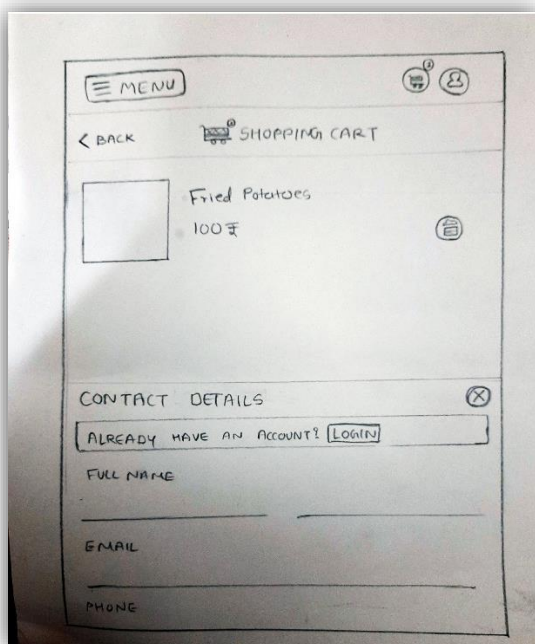 MENU
< BACK
SHOPPING CART
Fried Potatoes
100 ₹
CONTACT DETAILS
ALREADY HAVE AN ACCOUNT? LOGIN
FULL NAME
EMAIL
PHONE